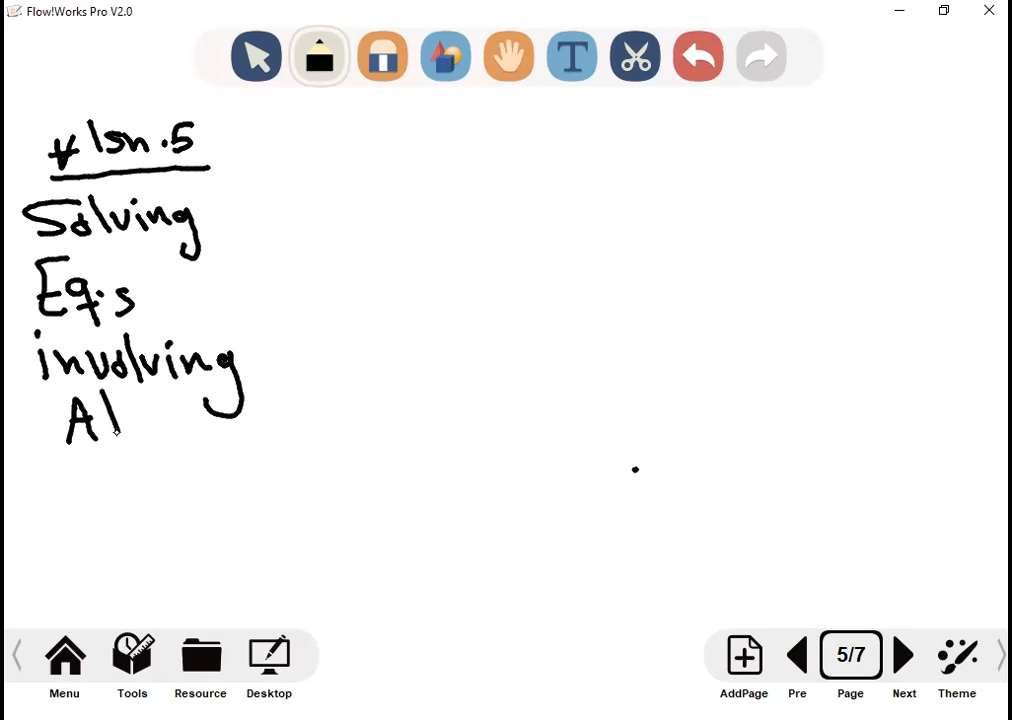 Flow!Works Pro V2.0
lsn.5
Solving
Eq.s
involving
Al
Menu Tools Resource Desktop
5/7
AddPage Pre Page Next Theme